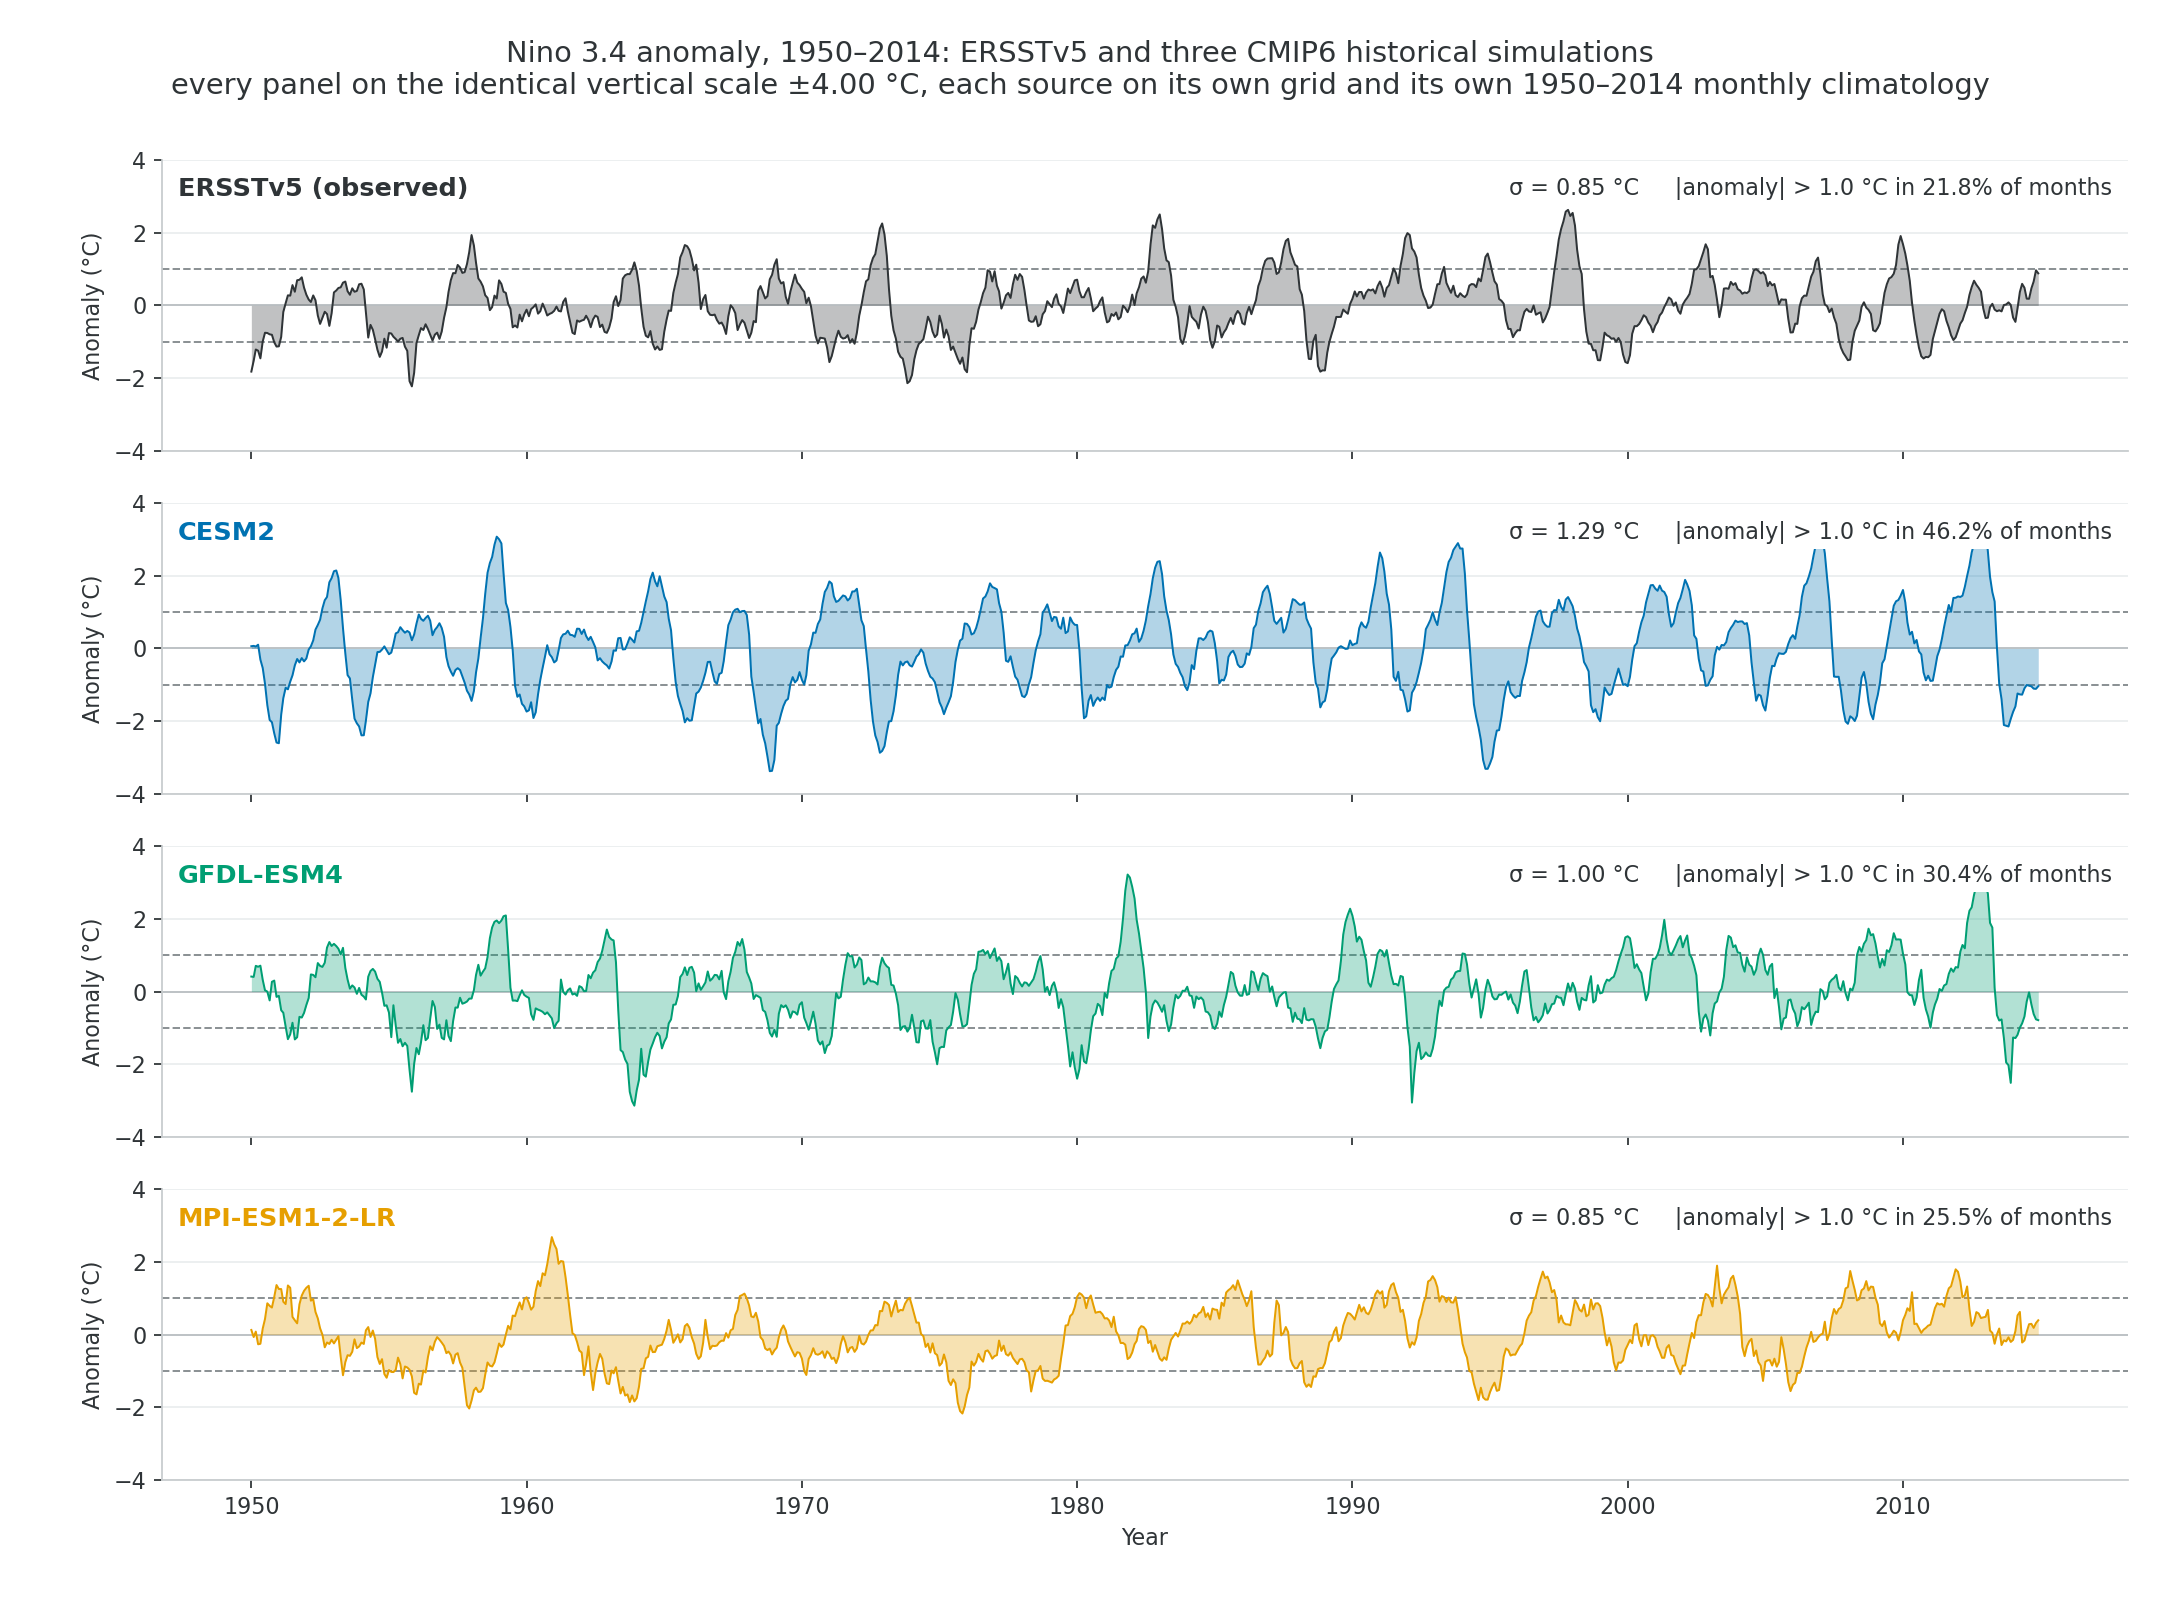 Nino 3.4 anomaly, 1950–2014: ERSSTv5 and three CMIP6 historical simulations
every panel on the identical vertical scale ±4.00 °C, each source on its own grid and its own 1950–2014 monthly climatology
ERSSTv5 (observed)
σ = 0.85 °C |anomaly| > 1.0 °C in 21.8% of months
Anomaly (°C)
4
2
0
−2
−4
CESM2
σ = 1.29 °C |anomaly| > 1.0 °C in 46.2% of months
Anomaly (°C)
4
2
0
−2
−4
GFDL-ESM4
σ = 1.00 °C |anomaly| > 1.0 °C in 30.4% of months
Anomaly (°C)
4
2
0
−2
−4
MPI-ESM1-2-LR
σ = 0.85 °C |anomaly| > 1.0 °C in 25.5% of months
Anomaly (°C)
4
2
0
−2
−4
1950 1960 1970 1980 1990 2000 2010
Year